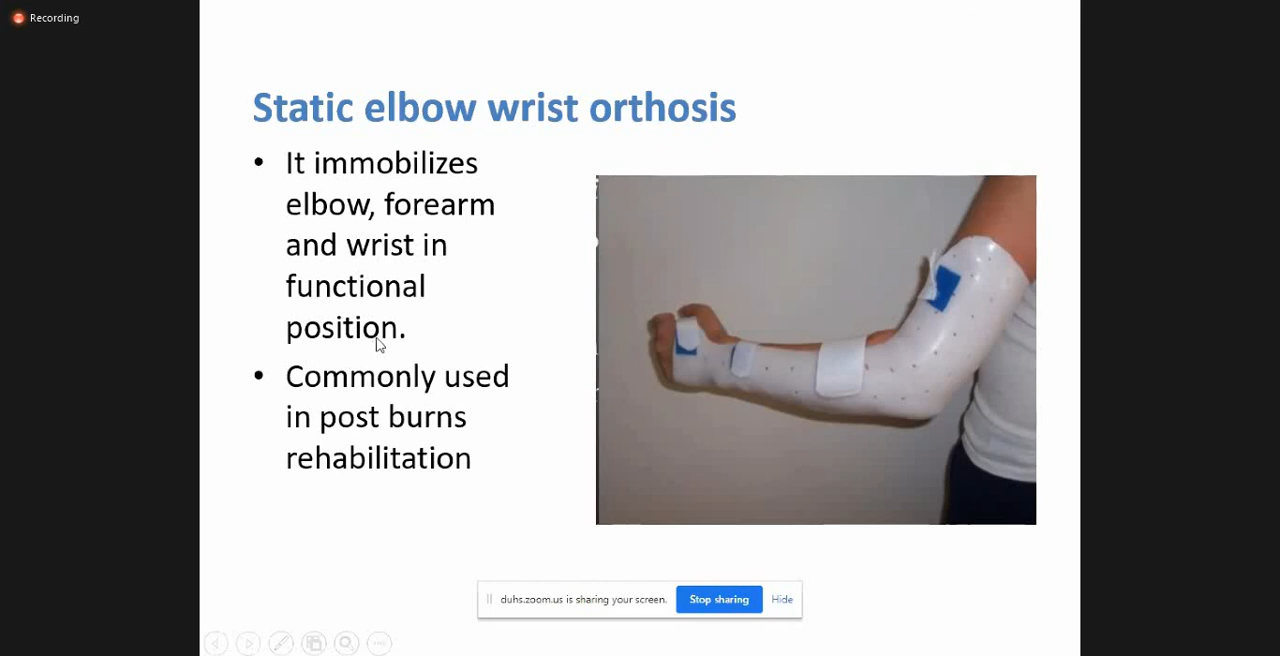 Recording
Static elbow wrist orthosis
• It immobilizes
elbow, forearm
and wrist in
functional
position.
• Commonly used
in post burns
rehabilitation
duhs.zoom.us is sharing your screen. Stop sharing Hide